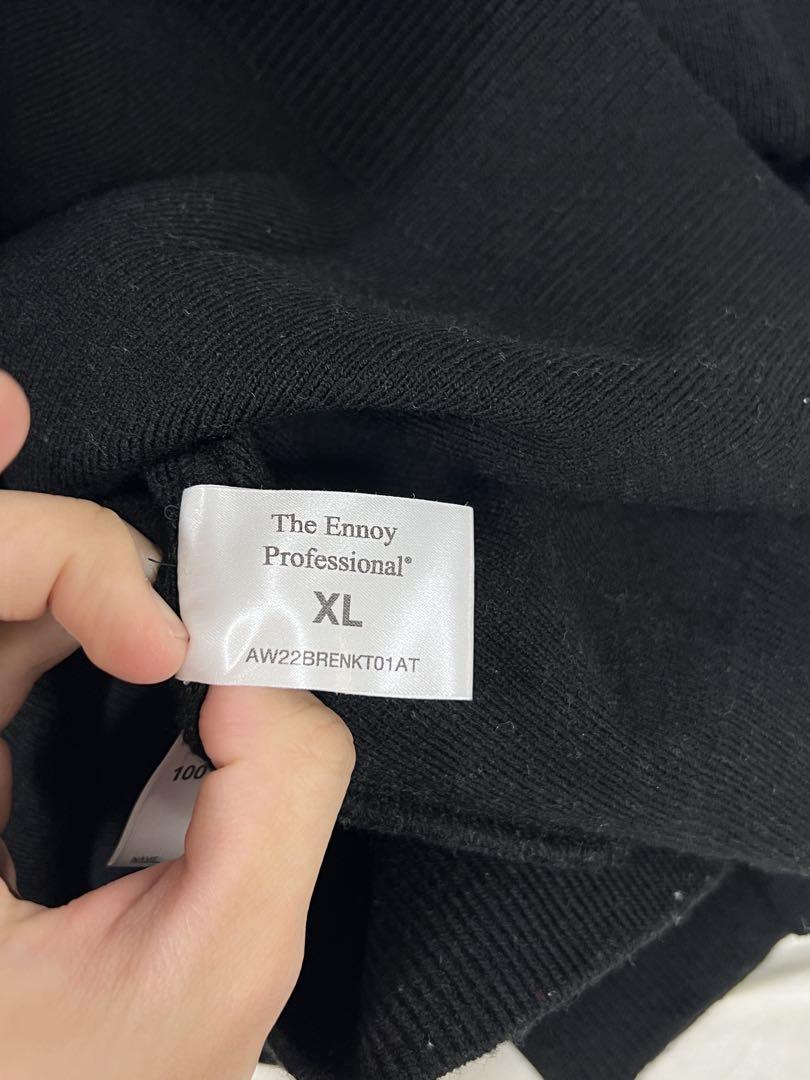 The Ennoy
Professional®
XL
AW22BRENKT01AT
100